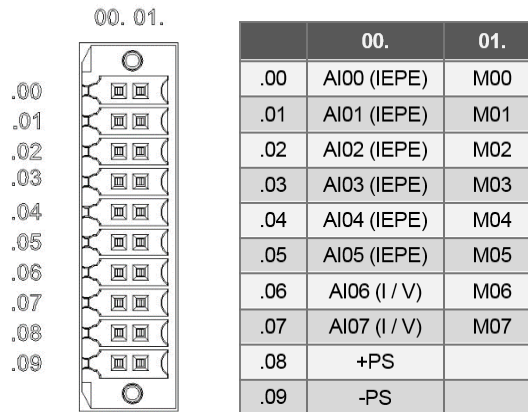 00. 01.
.00
.01
.02
.03
.04
.05
.06
.07
.08
.09
00. 01.
.00 AI00 (IEPE) M00
.01 AI01 (IEPE) M01
.02 AI02 (IEPE) M02
.03 AI03 (IEPE) M03
.04 AI04 (IEPE) M04
.05 AI05 (IEPE) M05
.06 AI06 (I / V) M06
.07 AI07 (I / V) M07
.08 +PS
.09 -PS